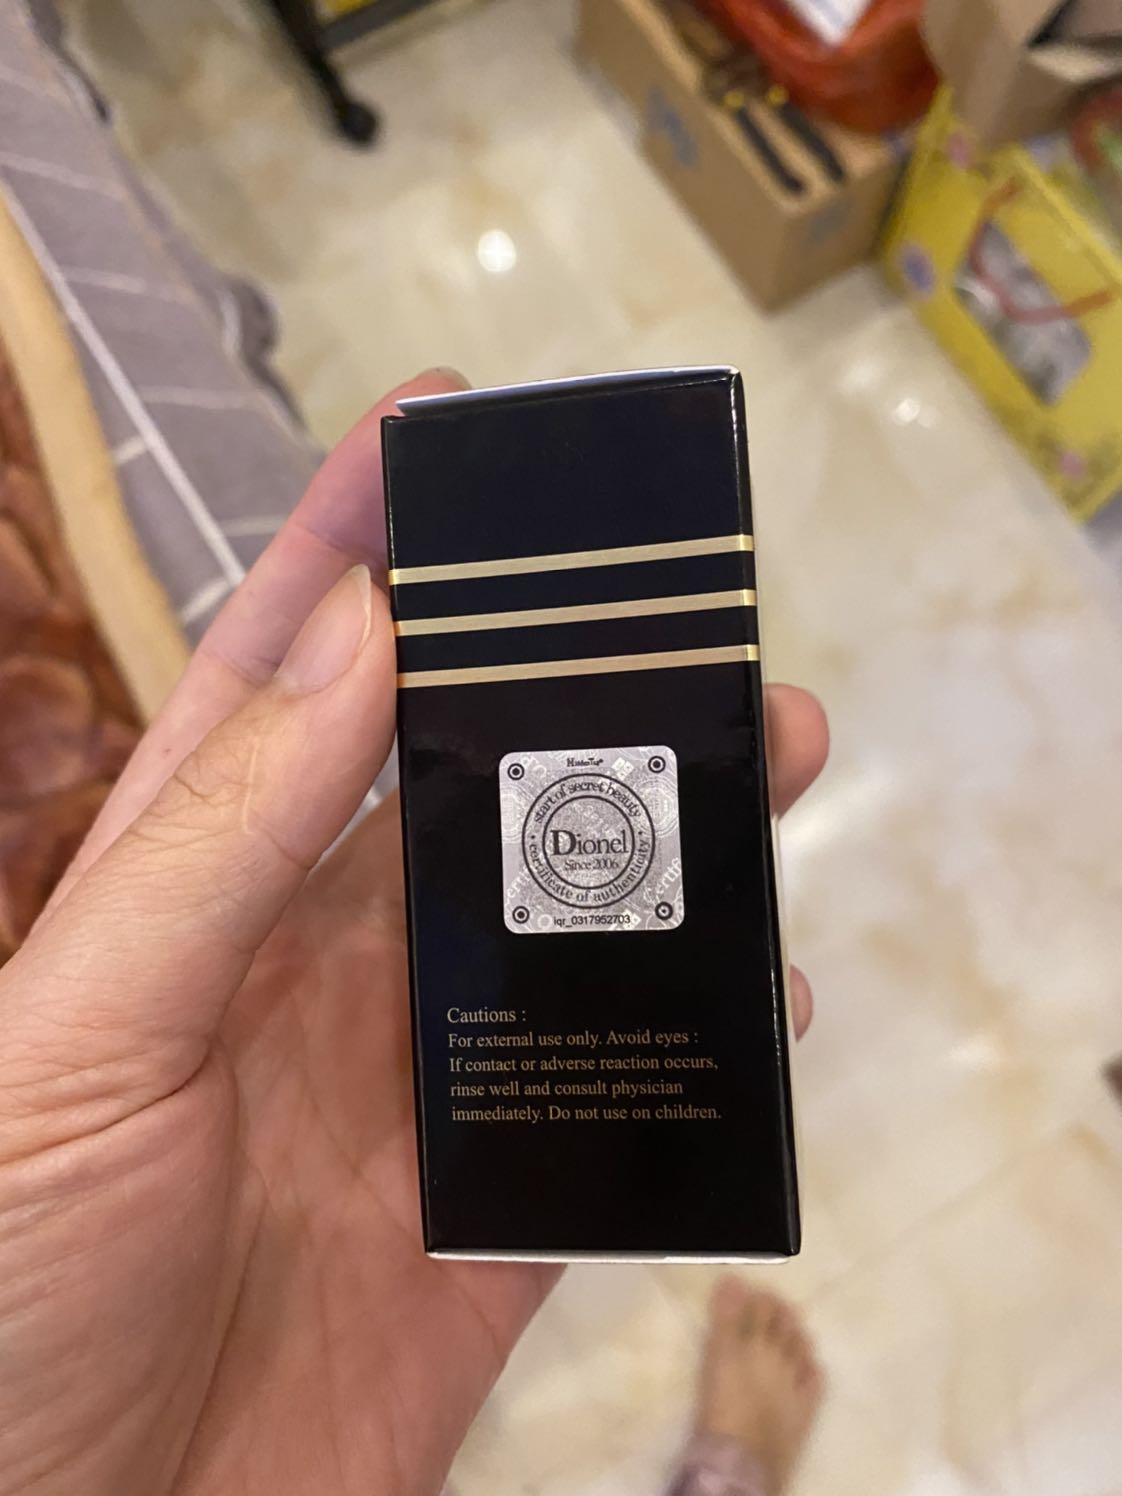 HiddenTag®
start of secret beauty
Dionel
Since 2006
certificate of authenticity
iqr_0317952703
Cautions :
For external use only. Avoid eyes :
If contact or adverse reaction occurs,
rinse well and consult physician
immediately. Do not use on children.